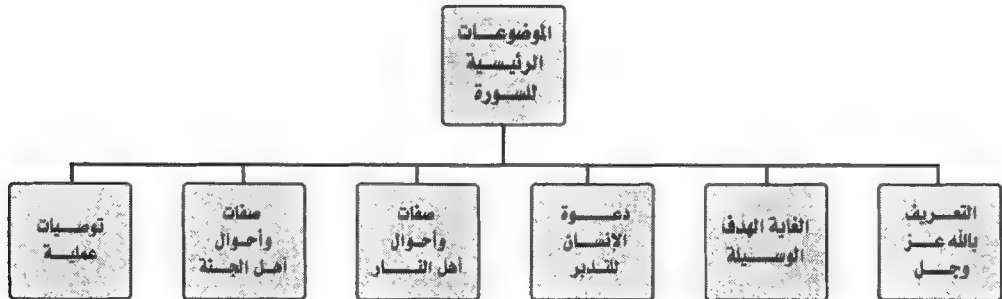 الموضوعات
الرئيسية
للسورة
التعريف
بالله عز
وجل
الغاية الهدف
الوسيلة
دعوة
الإنسان
للتدبر
صفات
وأحوال
أهل النار
صفات
وأحوال
أهل الجنة
توصيات
عملية